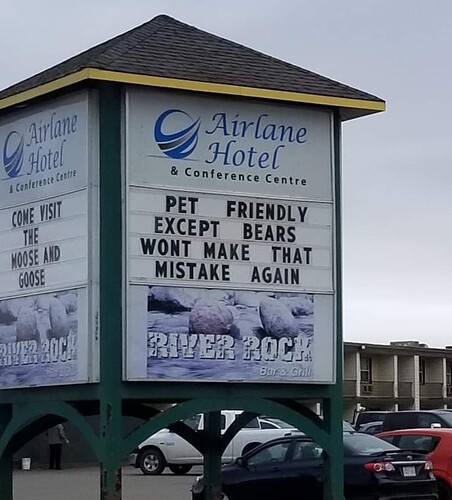 Airlane
Hotel
& Conference Centre
COME VISIT
THE
MOOSE AND
GOOSE
RIVER ROCK
Airlane
Hotel
& Conference Centre
PET FRIENDLY
EXCEPT BEARS
WONT MAKE THAT
MISTAKE AGAIN
RIVER ROCK
Bar & Grill